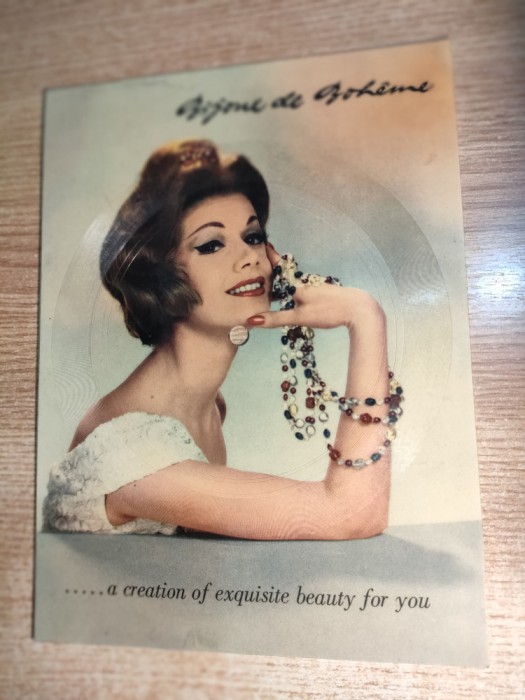 Bijoux de Bohême
.....a creation of exquisite beauty for you